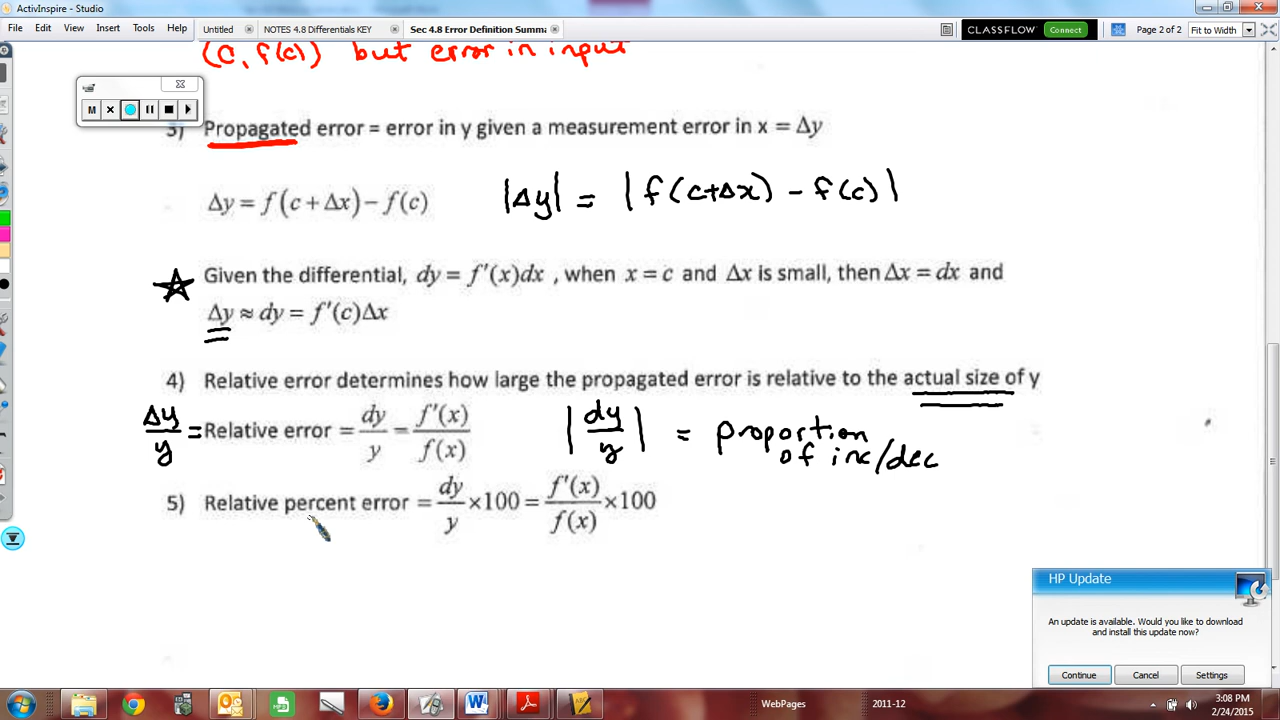 ActivInspire - Studio
File Edit View Insert Tools Help
Untitled
NOTES 4.8 Differentials KEY
Sec 4.8 Error Definition Summa
CLASSFLOW Connect
Page 2 of 2
Fit to Width
(c, f(c)) but error in input
M
3) Propagated error = error in y given a measurement error in x = Δy
Δy = f(c + Δx) – f(c)
|Δy| = |f(c+Δx) – f(c)|
Given the differential, dy = f'(x)dx , when x = c and Δx is small, then Δx = dx and
Δy ≈ dy = f'(c)Δx
4) Relative error determines how large the propagated error is relative to the actual size of y
Δy/y = Relative error = dy/y = f'(x)/f(x)
|dy/y| = proportion
of inc/dec
5) Relative percent error = dy/y ×100 = f'(x)/f(x) ×100
HP Update
An update is available. Would you like to download
and install this update now?
Continue Cancel Settings
WebPages
2011-12
3:08 PM
2/24/2015